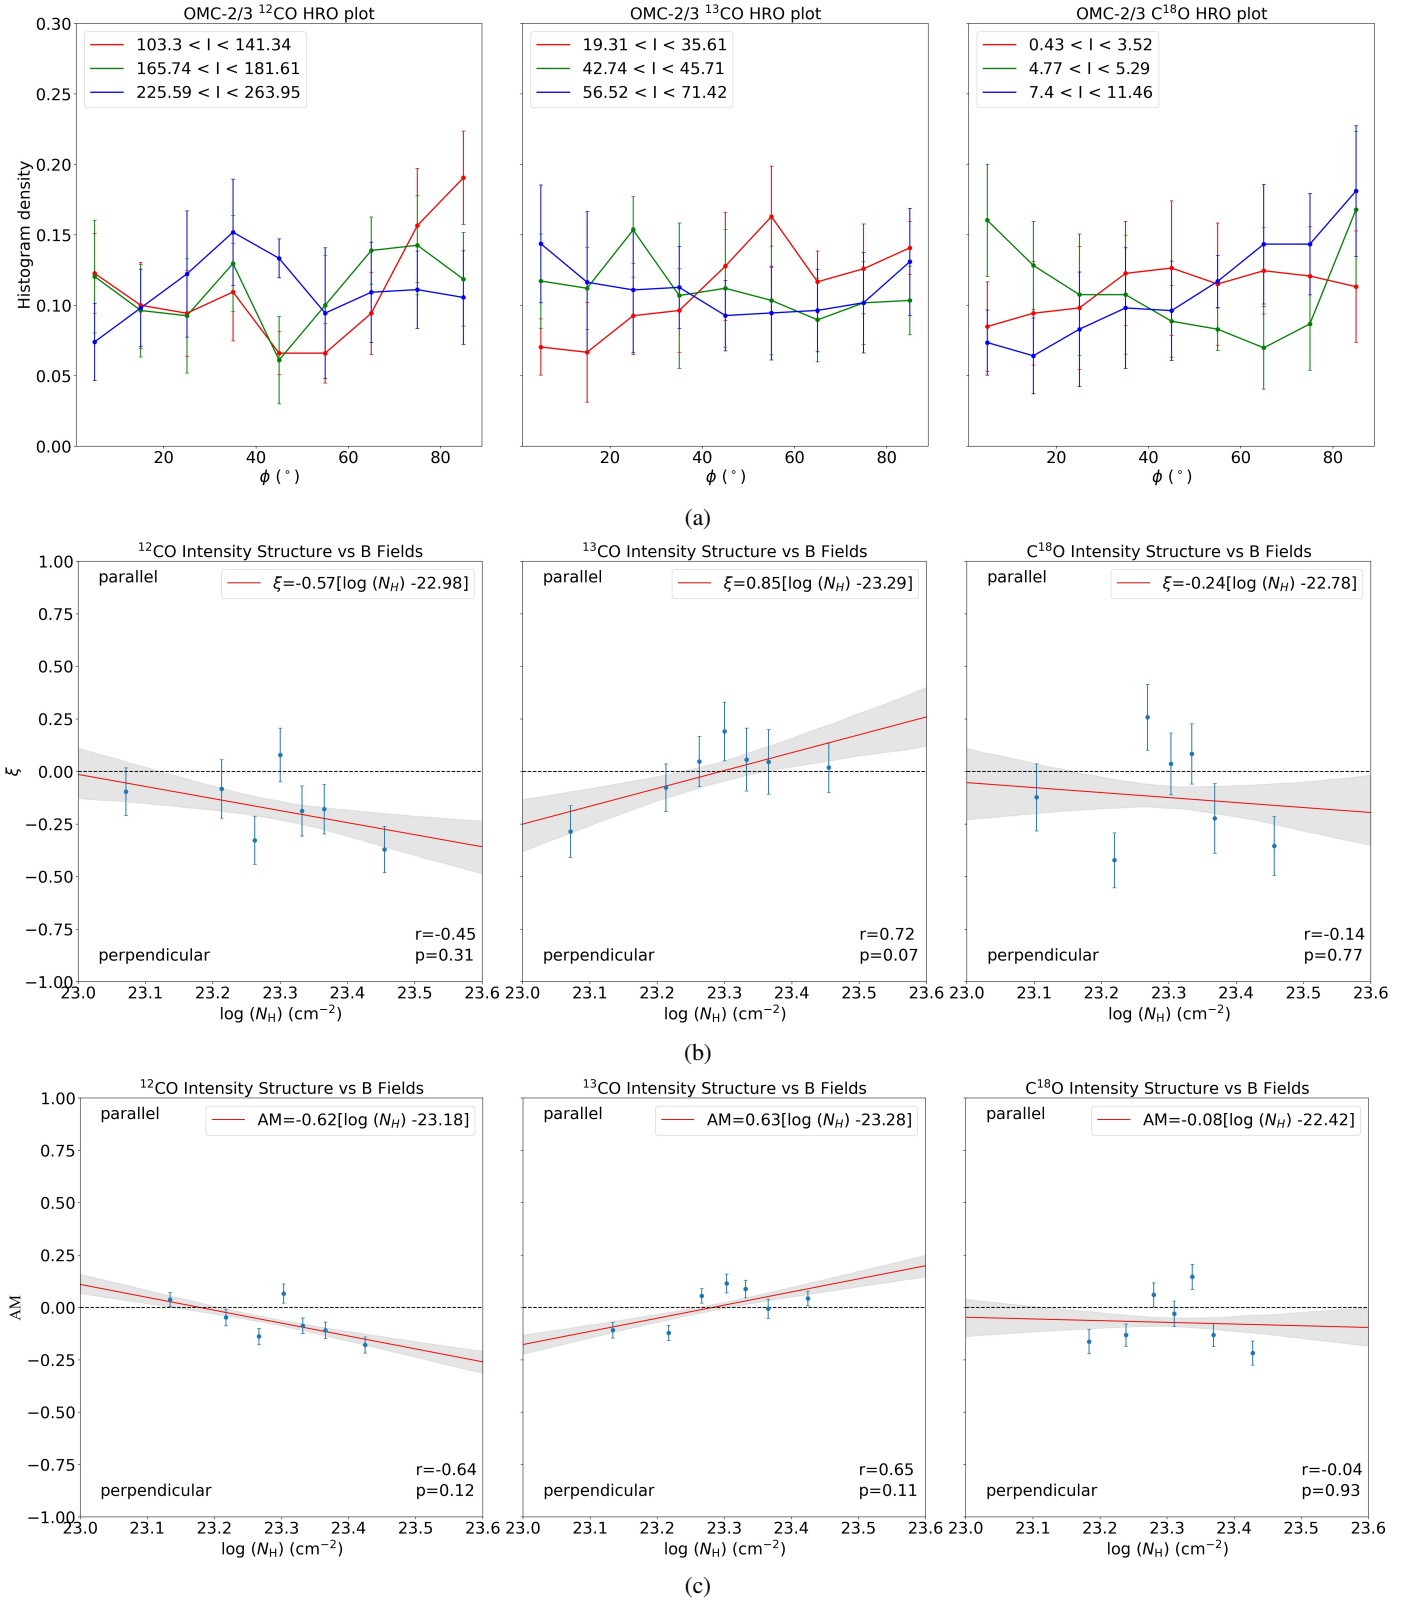 OMC-2/3 ¹²CO HRO plot
103.3 < I < 141.34
165.74 < I < 181.61
225.59 < I < 263.95
Histogram density
0.30
0.25
0.20
0.15
0.10
0.05
0.00
20 40 60 80
ϕ (°)
OMC-2/3 ¹³CO HRO plot
19.31 < I < 35.61
42.74 < I < 45.71
56.52 < I < 71.42
20 40 60 80
ϕ (°)
OMC-2/3 C¹⁸O HRO plot
0.43 < I < 3.52
4.77 < I < 5.29
7.4 < I < 11.46
20 40 60 80
ϕ (°)
(a)
¹²CO Intensity Structure vs B Fields
parallel
ξ=-0.57[log (N_H) -22.98]
ξ
1.00
0.75
0.50
0.25
0.00
−0.25
−0.50
−0.75
−1.00
r=-0.45
perpendicular
p=0.31
23.0 23.1 23.2 23.3 23.4 23.5 23.6
log (N_H) (cm⁻²)
¹³CO Intensity Structure vs B Fields
parallel
ξ=0.85[log (N_H) -23.29]
r=0.72
perpendicular
p=0.07
23.0 23.1 23.2 23.3 23.4 23.5 23.6
log (N_H) (cm⁻²)
C¹⁸O Intensity Structure vs B Fields
parallel
ξ=-0.24[log (N_H) -22.78]
r=-0.14
perpendicular
p=0.77
23.0 23.1 23.2 23.3 23.4 23.5 23.6
log (N_H) (cm⁻²)
(b)
¹²CO Intensity Structure vs B Fields
parallel
AM=-0.62[log (N_H) -23.18]
AM
1.00
0.75
0.50
0.25
0.00
−0.25
−0.50
−0.75
−1.00
r=-0.64
perpendicular
p=0.12
23.0 23.1 23.2 23.3 23.4 23.5 23.6
log (N_H) (cm⁻²)
¹³CO Intensity Structure vs B Fields
parallel
AM=0.63[log (N_H) -23.28]
r=0.65
perpendicular
p=0.11
23.0 23.1 23.2 23.3 23.4 23.5 23.6
log (N_H) (cm⁻²)
C¹⁸O Intensity Structure vs B Fields
parallel
AM=-0.08[log (N_H) -22.42]
r=-0.04
perpendicular
p=0.93
23.0 23.1 23.2 23.3 23.4 23.5 23.6
log (N_H) (cm⁻²)
(c)